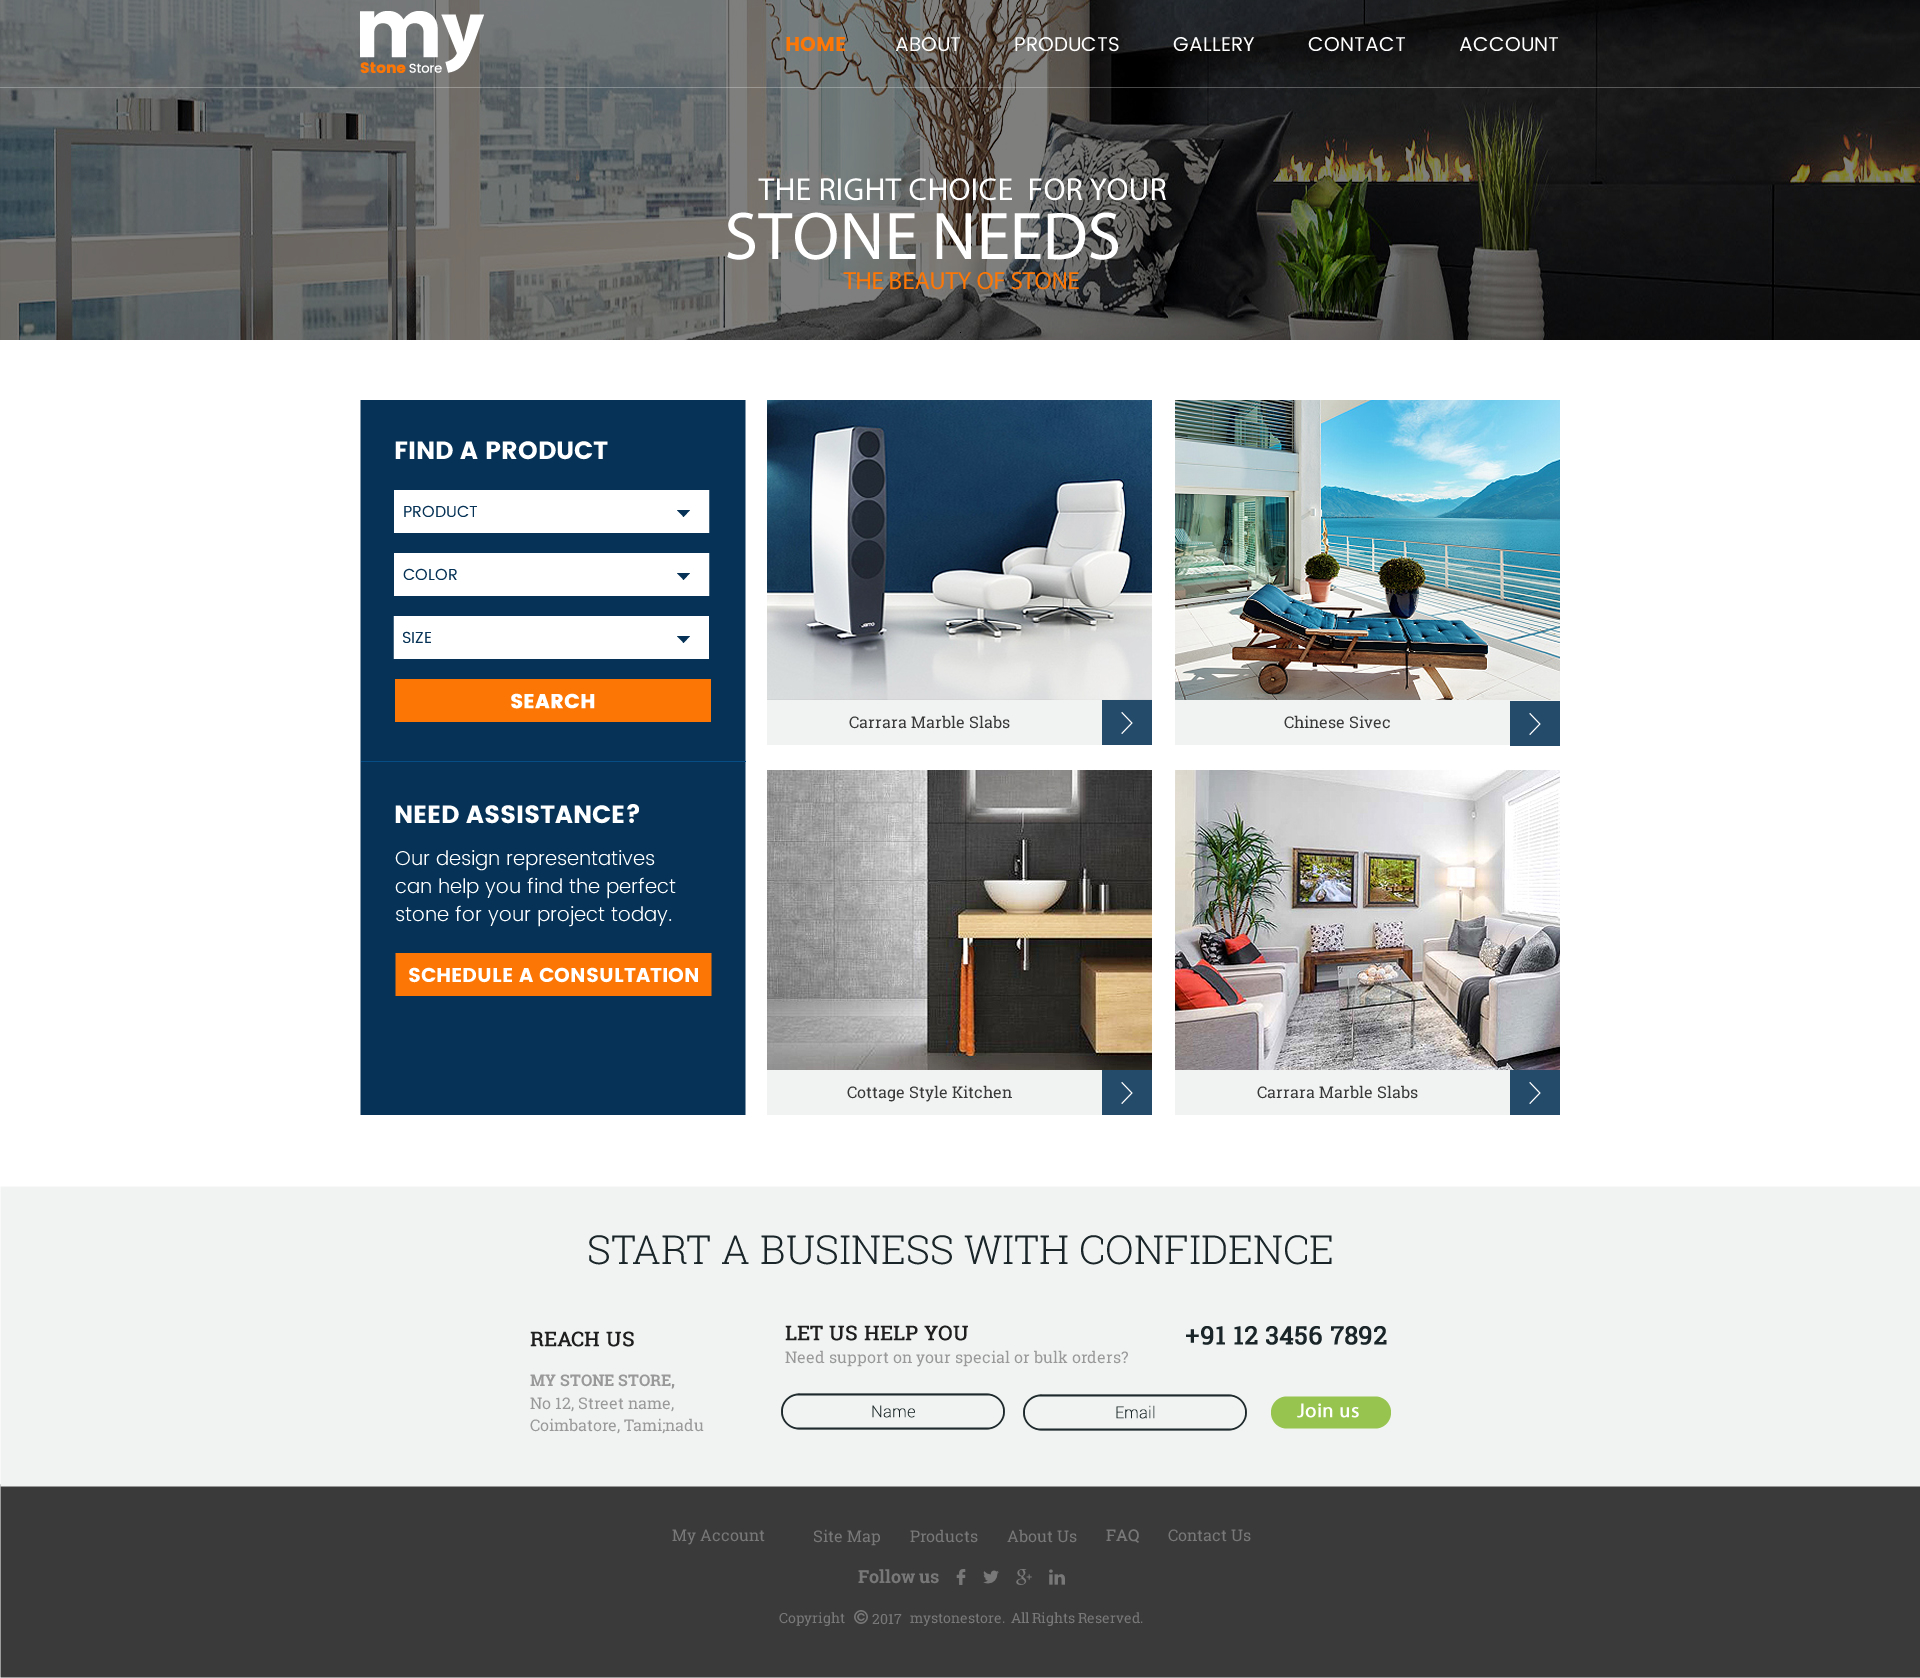 my
Stone Store
HOME ABOUT PRODUCTS GALLERY CONTACT ACCOUNT
THE RIGHT CHOICE FOR YOUR
STONE NEEDS
THE BEAUTY OF STONE
FIND A PRODUCT
PRODUCT
COLOR
SIZE
SEARCH
NEED ASSISTANCE?
Our design representatives
can help you find the perfect
stone for your project today.
SCHEDULE A CONSULTATION
Carrara Marble Slabs
Chinese Sivec
Cottage Style Kitchen
Carrara Marble Slabs
START A BUSINESS WITH CONFIDENCE
REACH US
MY STONE STORE,
No 12, Street name,
Coimbatore, Tami;nadu
LET US HELP YOU
Need support on your special or bulk orders?
+91 12 3456 7892
Name
Email
Join us
My Account Site Map Products About Us FAQ Contact Us
Follow us
Copyright © 2017 mystonestore. All Rights Reserved.